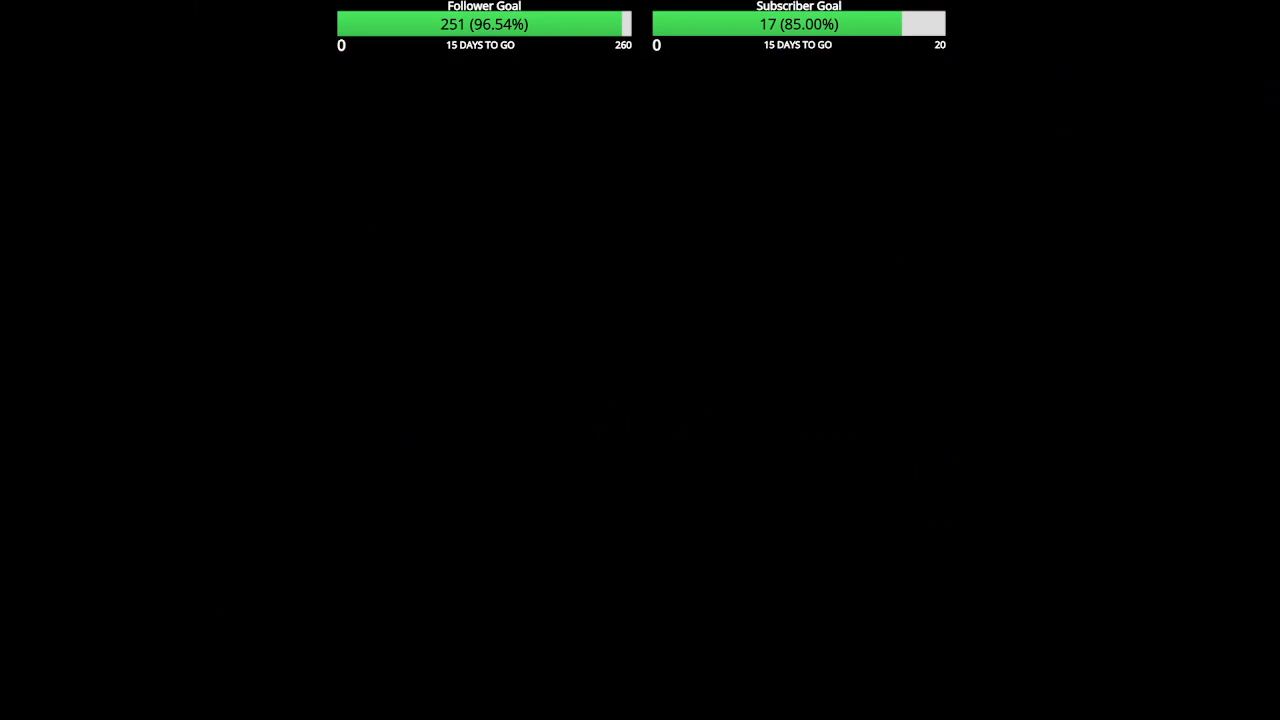 Follower Goal
251 (96.54%)
0 15 DAYS TO GO 260
Subscriber Goal
17 (85.00%)
0 15 DAYS TO GO 20